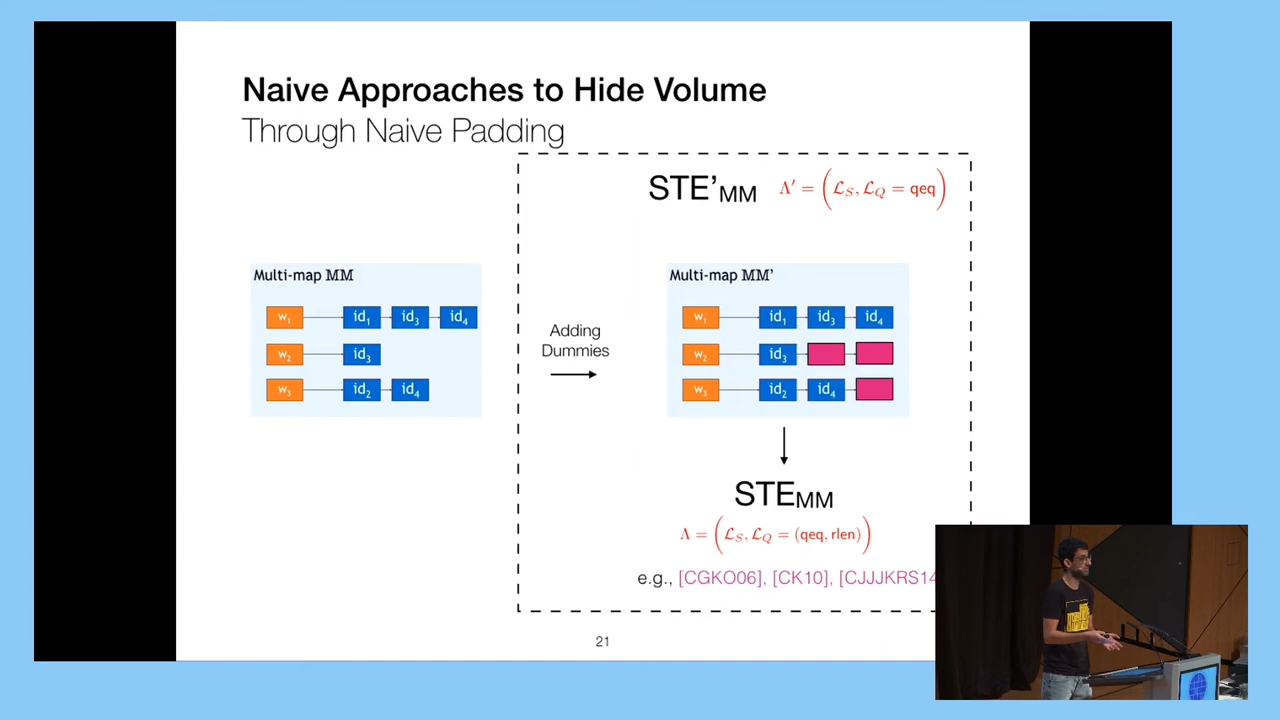 Naive Approaches to Hide Volume
Through Naive Padding
STE'MM Λ' = (ℒS, ℒQ = qeq)
Multi-map MM
w1 id1 id3 id4
w2 id3
w3 id2 id4
Adding
Dummies
Multi-map MM'
w1 id1 id3 id4
w2 id3
w3 id2 id4
STEMM
Λ = (ℒS, ℒQ = (qeq, rlen))
e.g., [CGKO06], [CK10], [CJJJKRS14
21